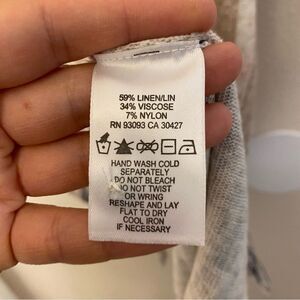 59% LINEN/LIN
34% VISCOSE
7% NYLON
RN 93093 CA 30427
HAND WASH COLD
SEPARATELY
DO NOT BLEACH
DO NOT TWIST
OR WRING
RESHAPE AND LAY
FLAT TO DRY
COOL IRON
IF NECESSARY